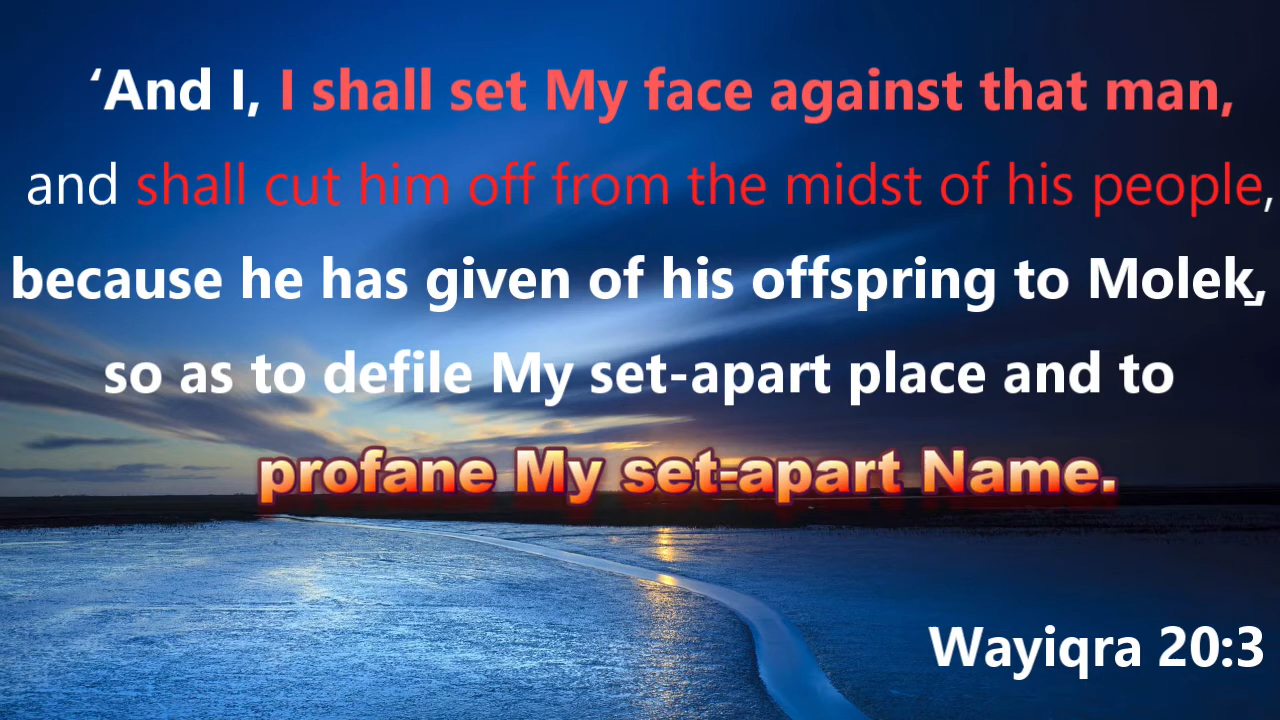 ‘And I, I shall set My face against that man,
and shall cut him off from the midst of his people,
because he has given of his offspring to Molek̲,
so as to defile My set-apart place and to
profane My set-apart Name.
Wayiqra 20:3